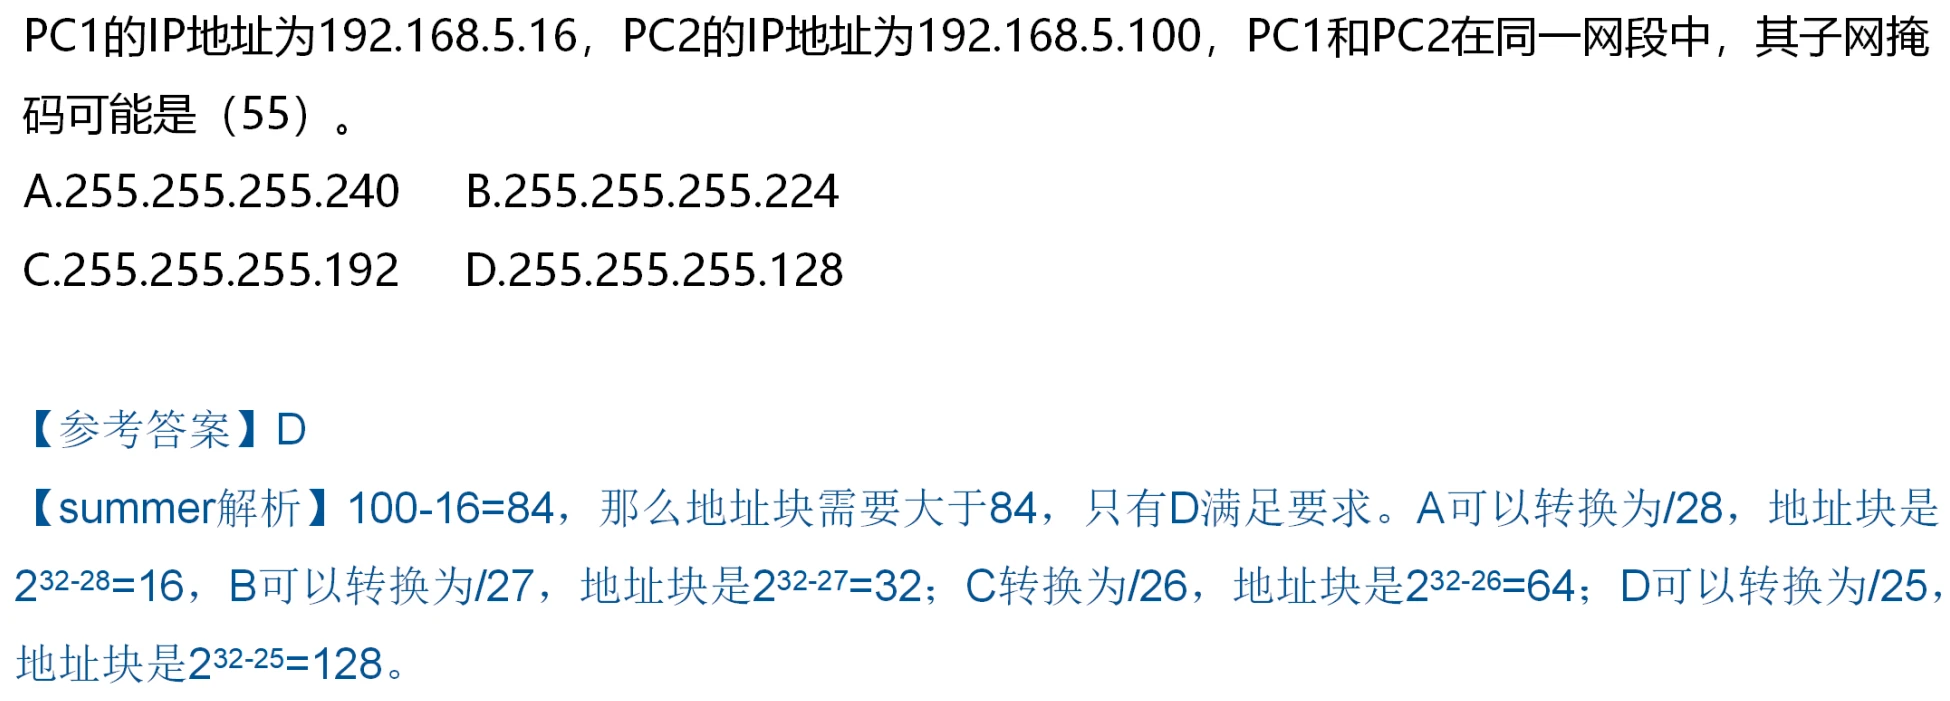 PC1的IP地址为192.168.5.16，PC2的IP地址为192.168.5.100，PC1和PC2在同一网段中，其子网掩
码可能是（55）。
A.255.255.255.240 B.255.255.255.224
C.255.255.255.192 D.255.255.255.128
【参考答案】D
【summer解析】100-16=84，那么地址块需要大于84，只有D满足要求。A可以转换为/28，地址块是
2³²⁻²⁸=16，B可以转换为/27，地址块是2³²⁻²⁷=32；C转换为/26，地址块是2³²⁻²⁶=64；D可以转换为/25，
地址块是2³²⁻²⁵=128。